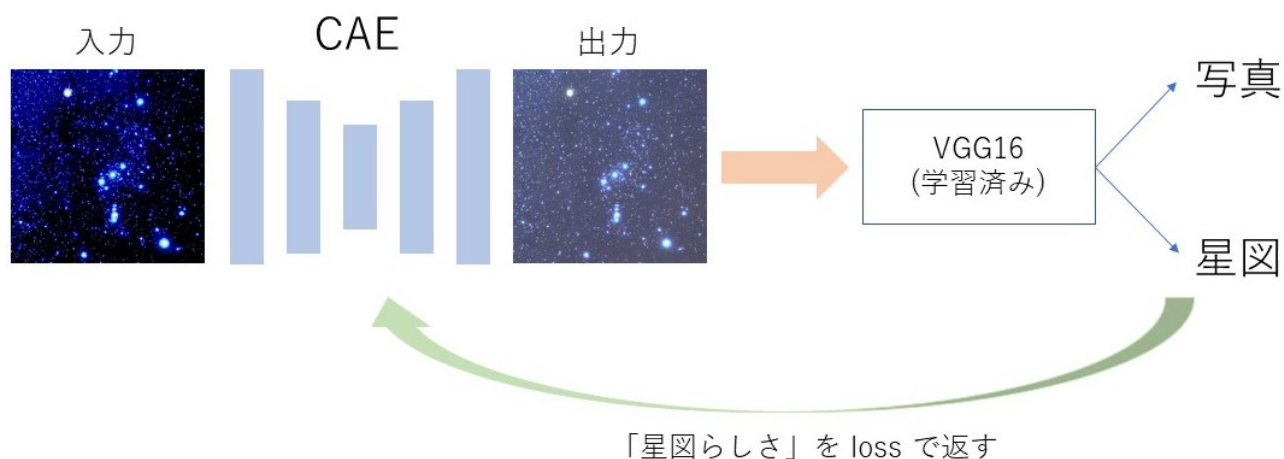 入力
CAE
出力
VGG16
(学習済み)
写真
星図
「星図らしさ」を loss で返す